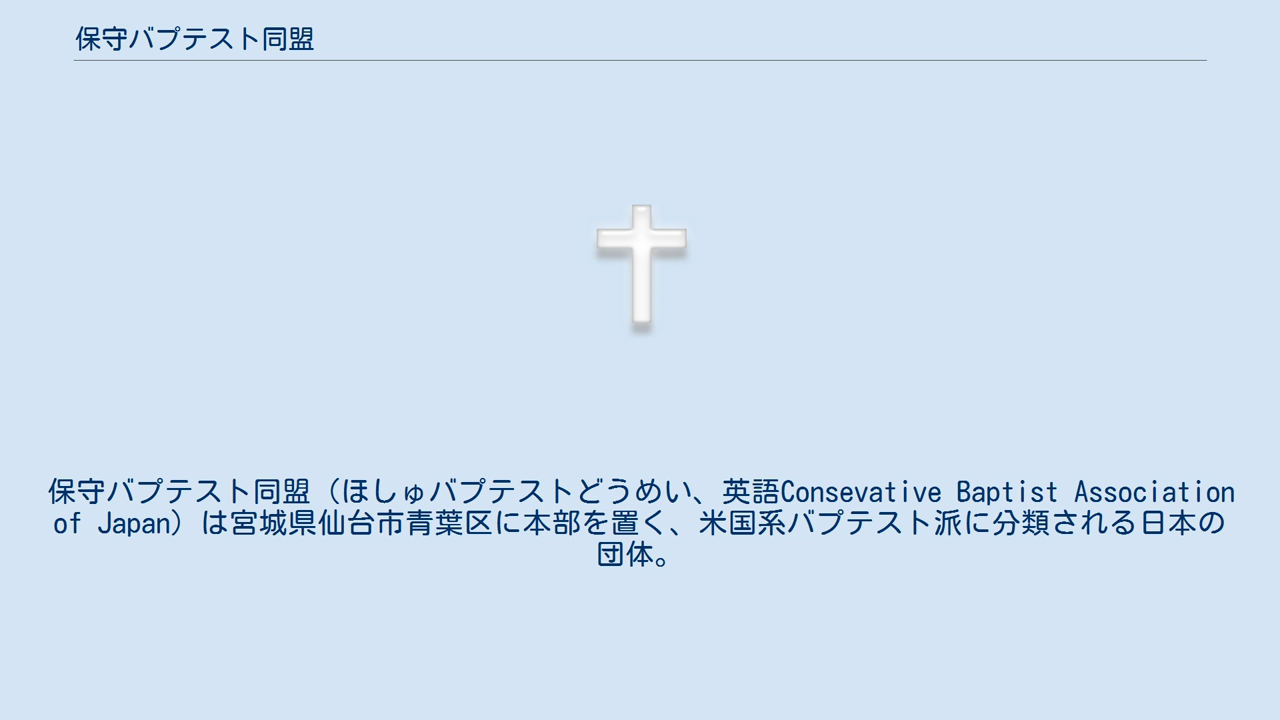 保守バプテスト同盟
保守バプテスト同盟（ほしゅバプテストどうめい、英語Consevative Baptist Association
of Japan）は宮城県仙台市青葉区に本部を置く、米国系バプテスト派に分類される日本の
団体。